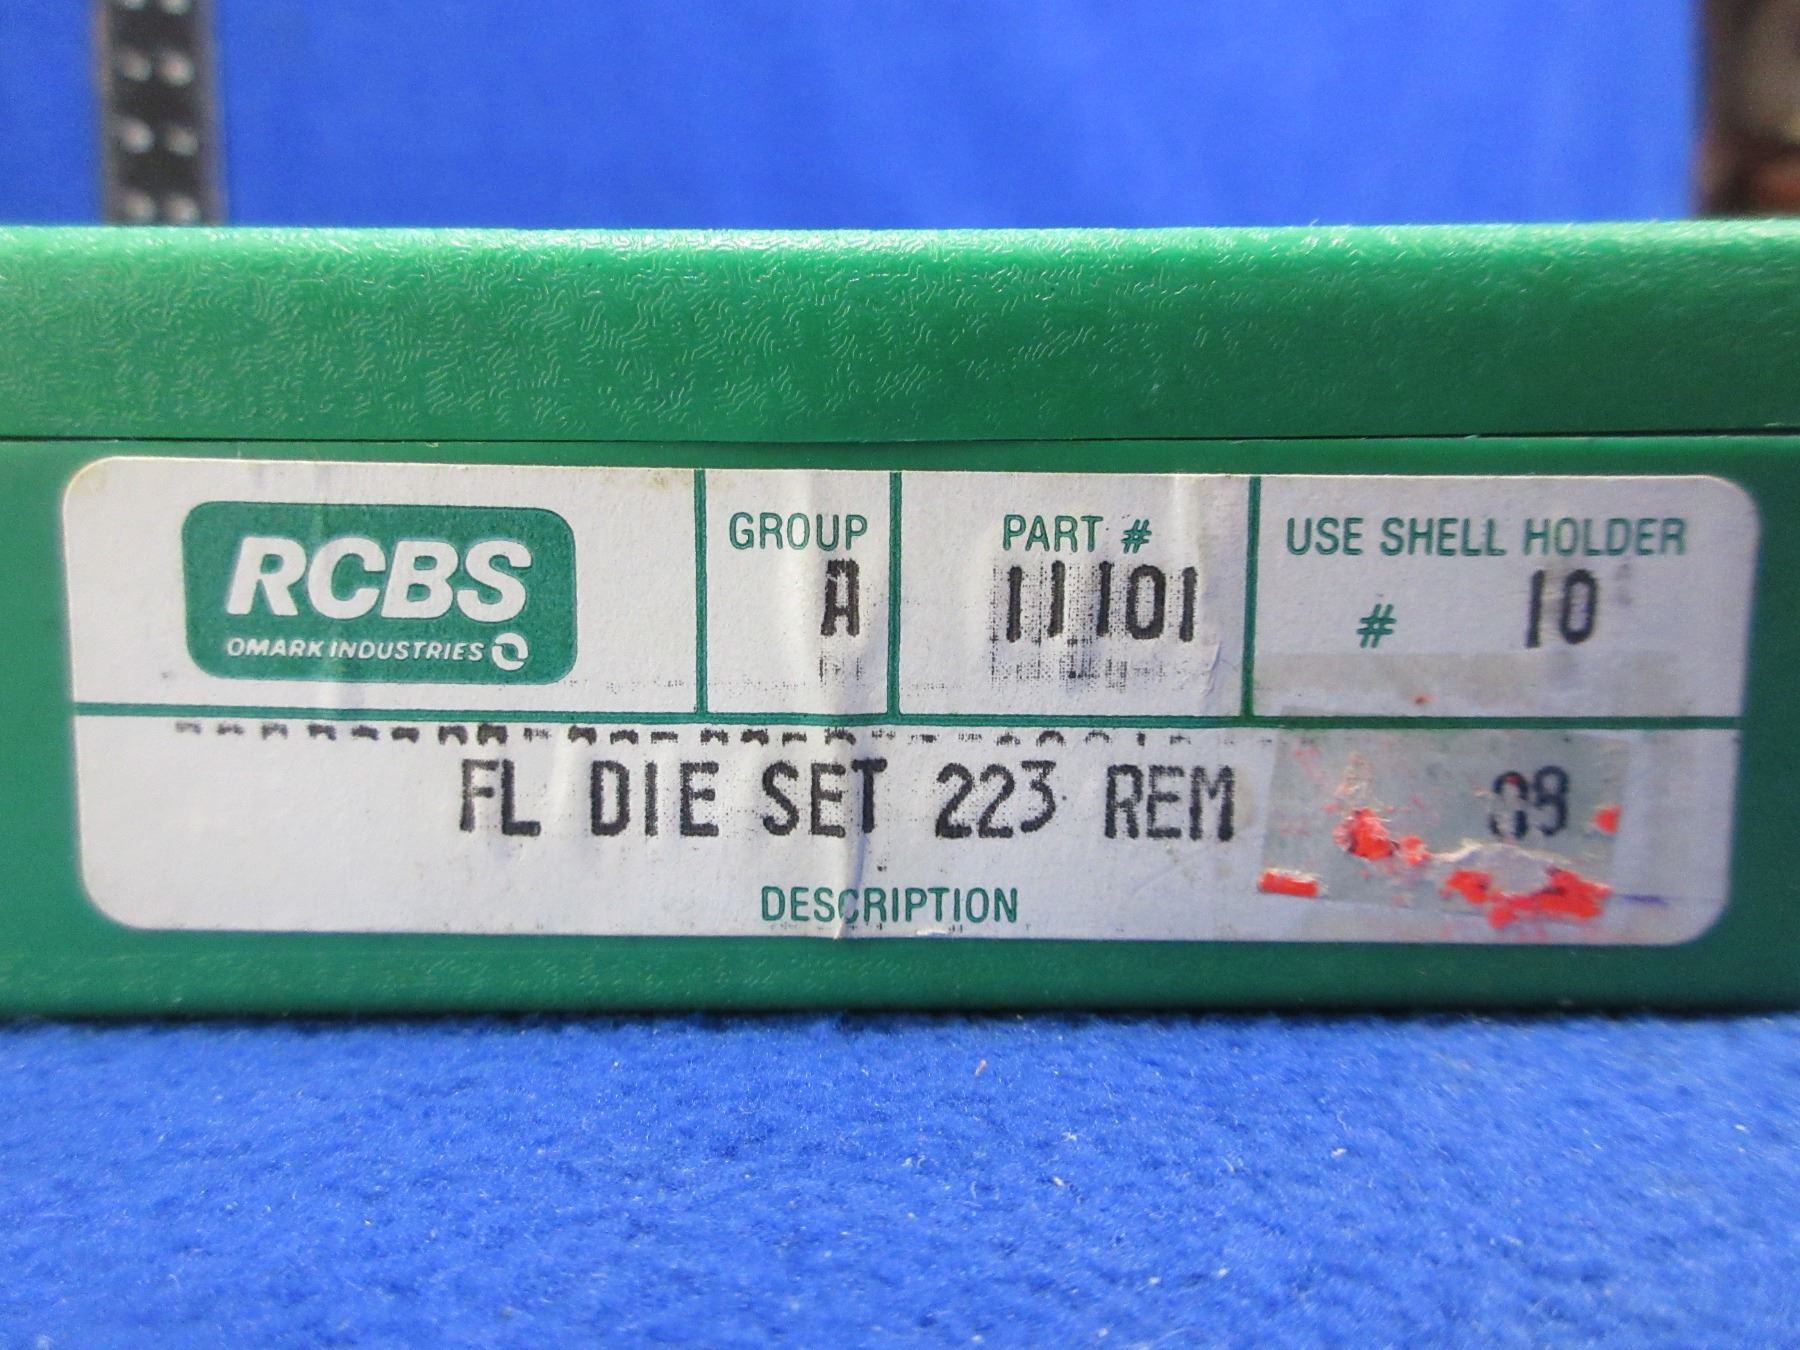 RCBS
OMARK INDUSTRIES
GROUP
A
PART #
11101
USE SHELL HOLDER
# 10
FL DIE SET 223 REM
DESCRIPTION